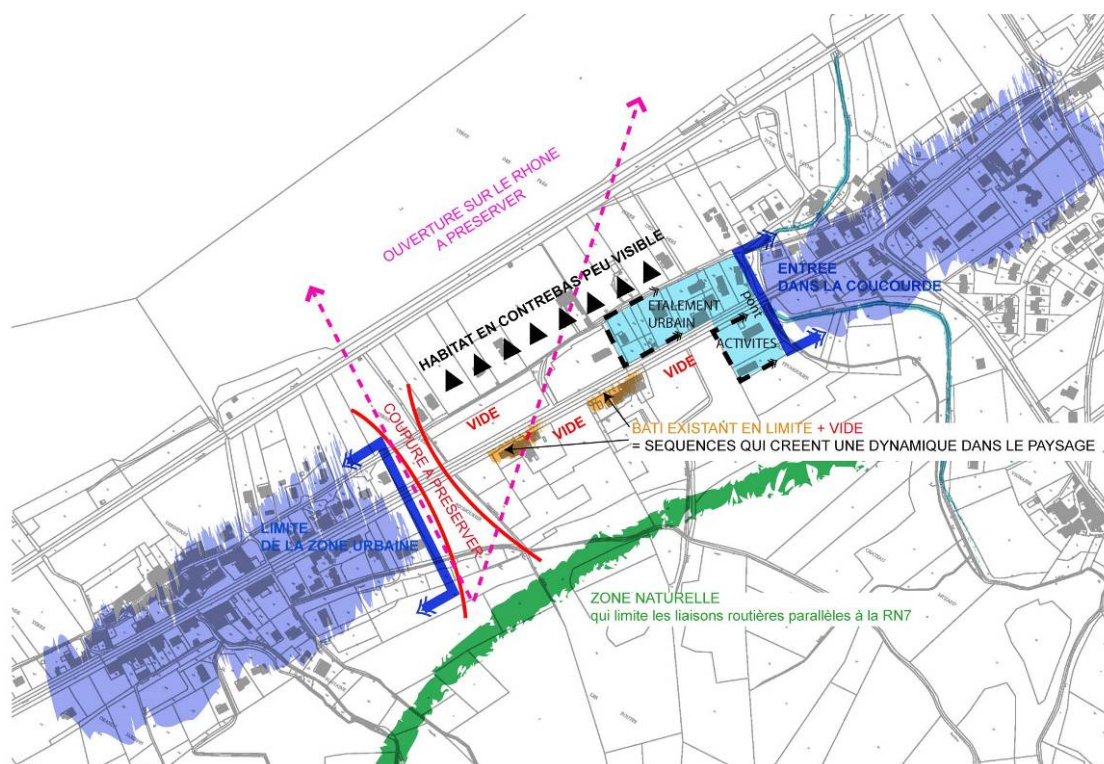 OUVERTURE SUR LE RHONE
A PRESERVER
HABITAT EN CONTREBAS PEU VISIBLE
ENTREE
DANS LA COUCOURDE
ETALEMENT
URBAIN
pont
ACTIVITES
VIDE
VIDE
VIDE
BATI EXISTANT EN LIMITE + VIDE
= SEQUENCES QUI CREENT UNE DYNAMIQUE DANS LE PAYSAGE
COUPURE A PRESERVER
LIMITE
DE LA ZONE URBAINE
ZONE NATURELLE
qui limite les liaisons routières parallèles à la RN7